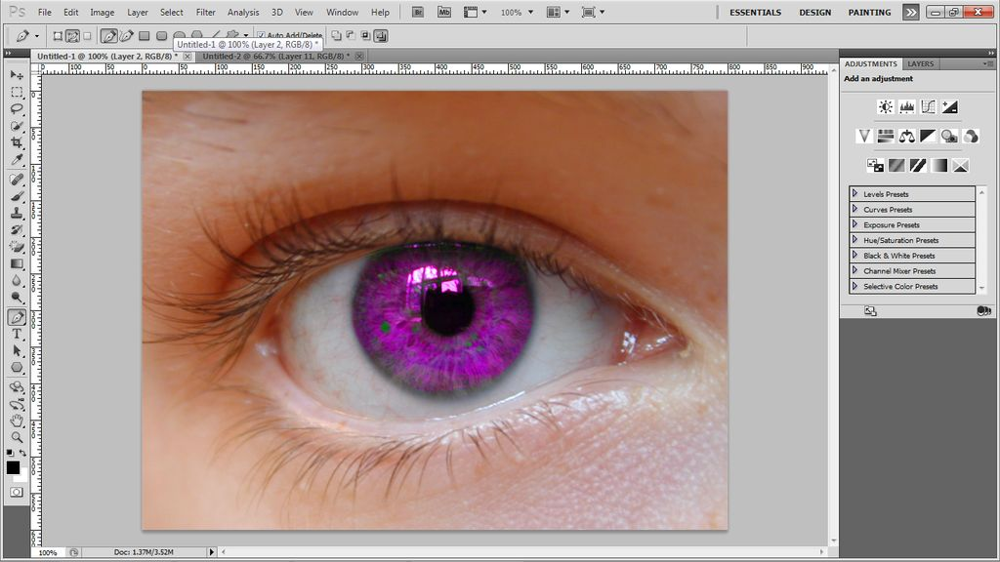 Ps File Edit Image Layer Select Filter Analysis 3D View Window Help Br Mb 100% ESSENTIALS DESIGN PAINTING
Auto Add/Delete
Untitled-1 @ 100% (Layer 2, RGB/8) *
Untitled-1 @ 100% (Layer 2, RGB/8) * Untitled-2 @ 66.7% (Layer 11, RGB/8) *
100 50 0 50 100 150 200 250 300 350 400 450 500 550 600 650 700 750 800 850 900
ADJUSTMENTS LAYERS
Add an adjustment
Levels Presets
Curves Presets
Exposure Presets
Hue/Saturation Presets
Black & White Presets
Channel Mixer Presets
Selective Color Presets
100% Doc: 1.37M/3.52M